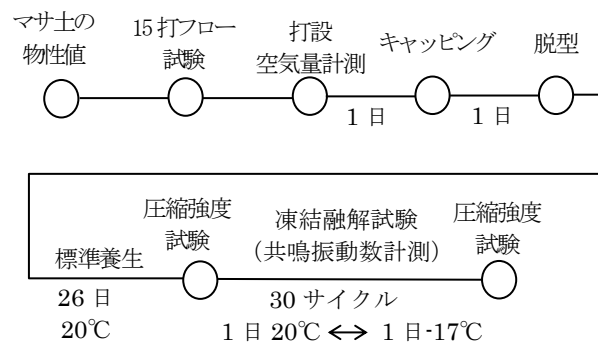 マサ土の
物性値
15打フロー
試験
打設
空気量計測
キャッピング
脱型
1日
1日
標準養生
26日
20℃
圧縮強度
試験
凍結融解試験
（共鳴振動数計測）
30サイクル
1日20℃ ⟷ 1日-17℃
圧縮強度
試験